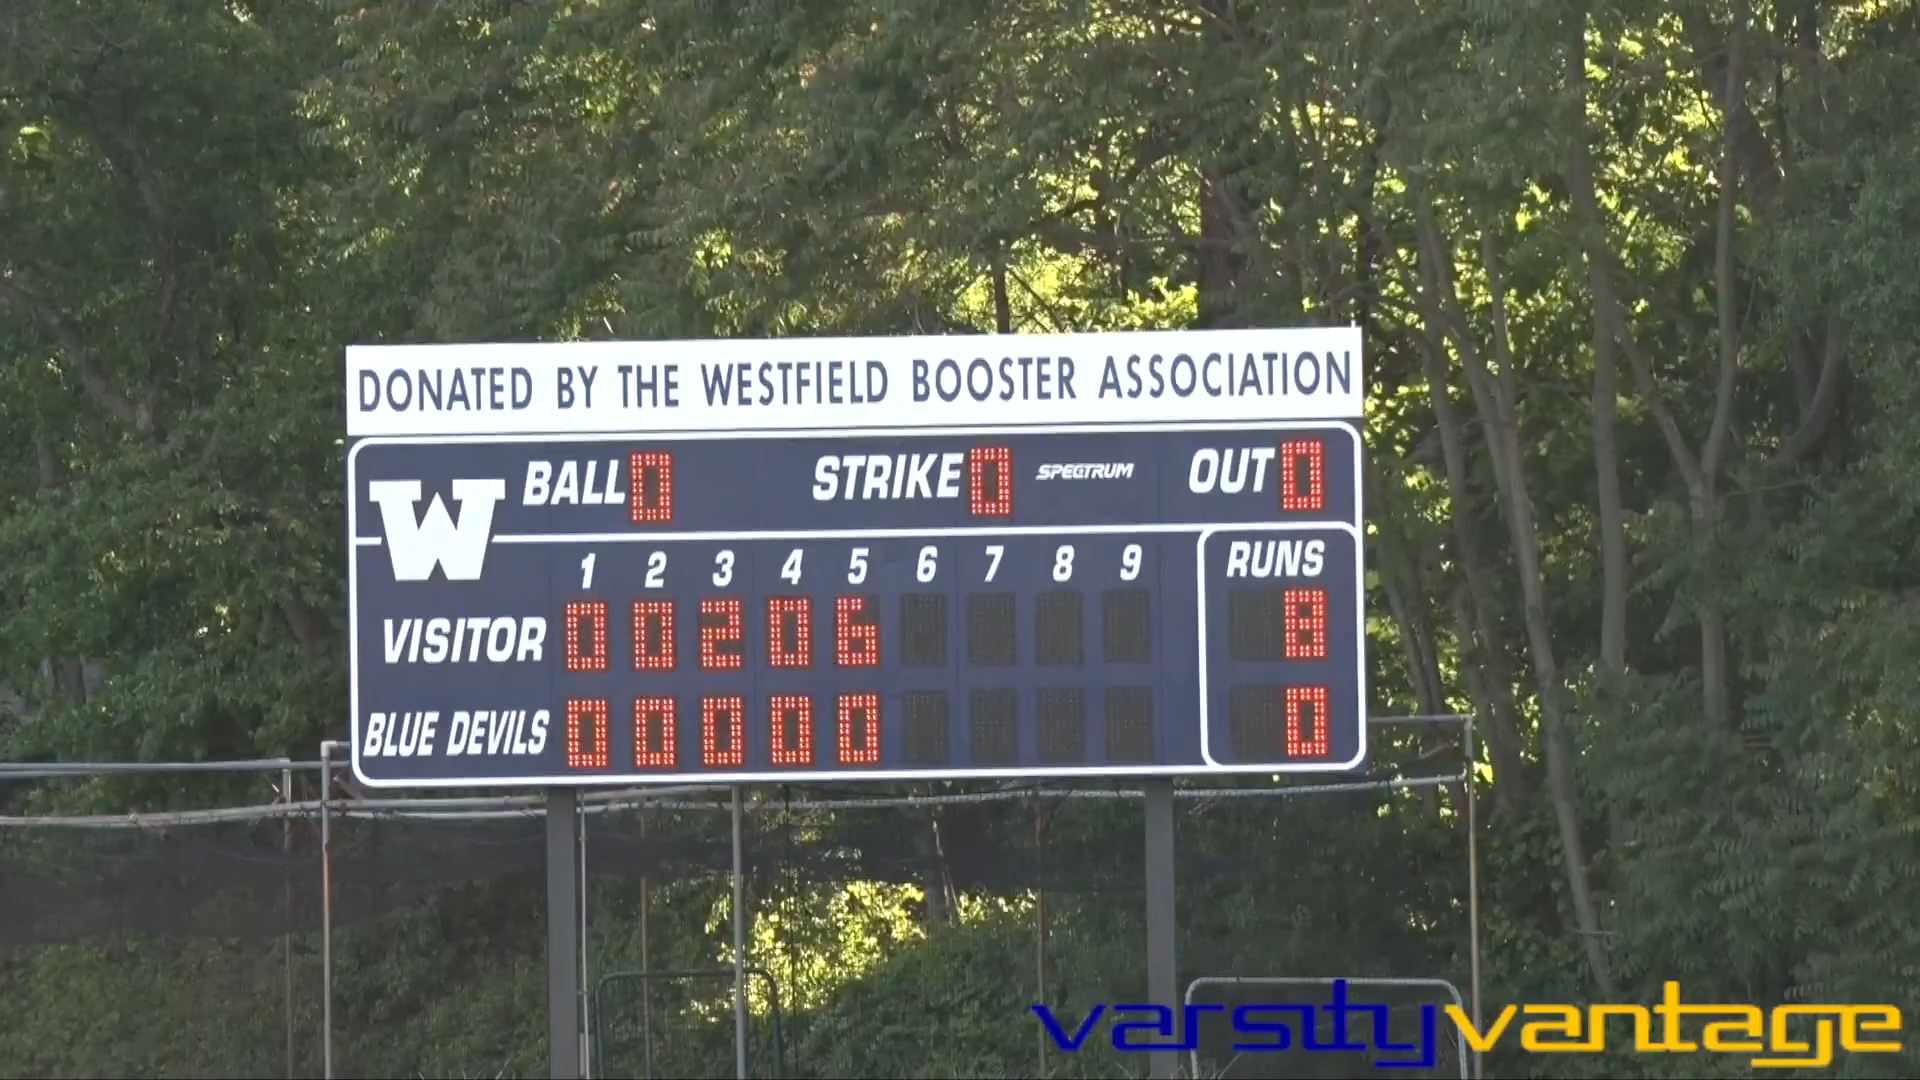 DONATED BY THE WESTFIELD BOOSTER ASSOCIATION
W BALL 0 STRIKE 0 SPECTRUM OUT 0
1 2 3 4 5 6 7 8 9 RUNS
VISITOR 0 0 2 0 6 8
BLUE DEVILS 0 0 0 0 0 0
varsityvantage